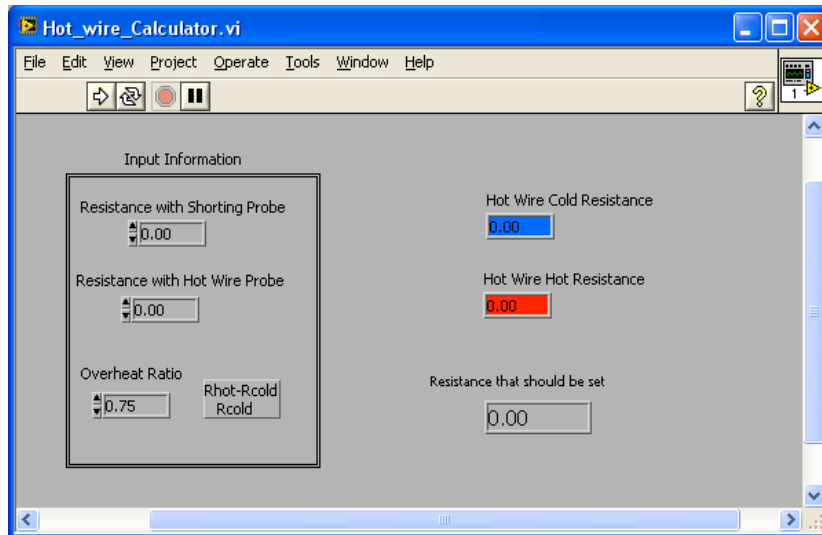 Hot_wire_Calculator.vi
File Edit View Project Operate Tools Window Help
1
Input Information
Resistance with Shorting Probe
0.00
Resistance with Hot Wire Probe
0.00
Overheat Ratio
0.75
Rhot-Rcold
Rcold
Hot Wire Cold Resistance
0.00
Hot Wire Hot Resistance
0.00
Resistance that should be set
0.00